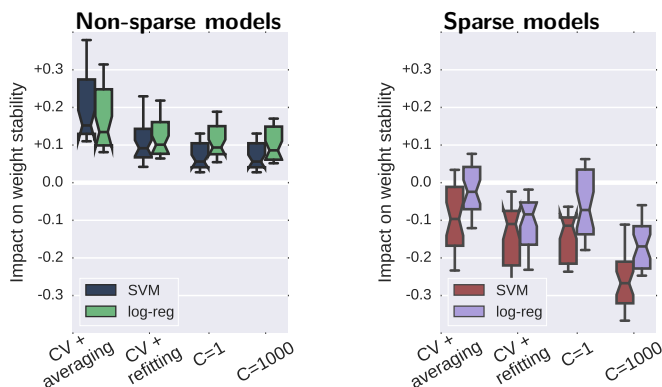 Non-sparse models
Impact on weight stability
+0.3
+0.2
+0.1
0.0
-0.1
-0.2
-0.3
SVM
log-reg
CV +
averaging
CV +
refitting
C=1
C=1000
Sparse models
Impact on weight stability
+0.3
+0.2
+0.1
0.0
-0.1
-0.2
-0.3
SVM
log-reg
CV +
averaging
CV +
refitting
C=1
C=1000